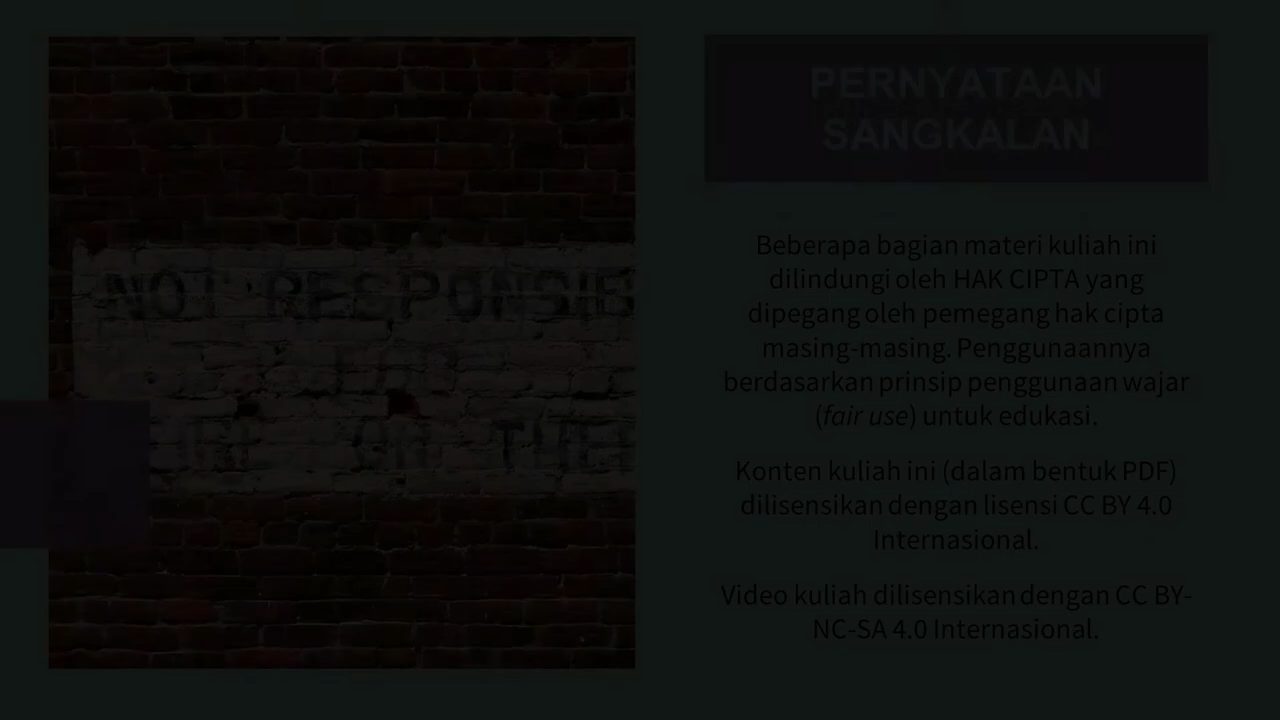 NOT RESPONSIB
PERNYATAAN
SANGKALAN
Beberapa bagian materi kuliah ini
dilindungi oleh HAK CIPTA yang
dipegang oleh pemegang hak cipta
masing-masing. Penggunaannya
berdasarkan prinsip penggunaan wajar
(fair use) untuk edukasi.
Konten kuliah ini (dalam bentuk PDF)
dilisensikan dengan lisensi CC BY 4.0
Internasional.
Video kuliah dilisensikan dengan CC BY-
NC-SA 4.0 Internasional.